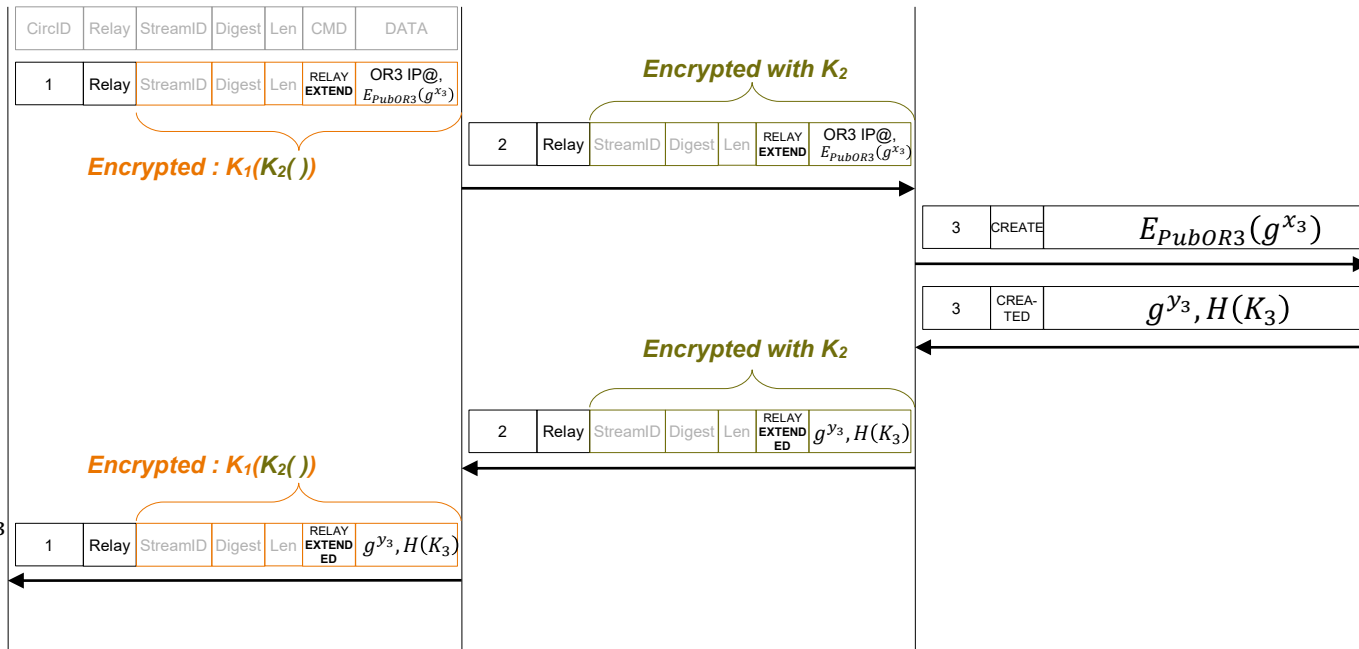 CircID Relay StreamID Digest Len CMD DATA
1 Relay StreamID Digest Len RELAY EXTEND OR3 IP@, E_{PubOR3}(g^{x_3})
Encrypted : K₁(K₂( ))
Encrypted with K₂
2 Relay StreamID Digest Len RELAY EXTEND OR3 IP@, E_{PubOR3}(g^{x_3})
3 CREATE E_{PubOR3}(g^{x_3})
3 CREA-TED g^{y_3}, H(K_3)
Encrypted with K₂
2 Relay StreamID Digest Len RELAY EXTEND ED g^{y_3}, H(K_3)
Encrypted : K₁(K₂( ))
3
1 Relay StreamID Digest Len RELAY EXTEND ED g^{y_3}, H(K_3)